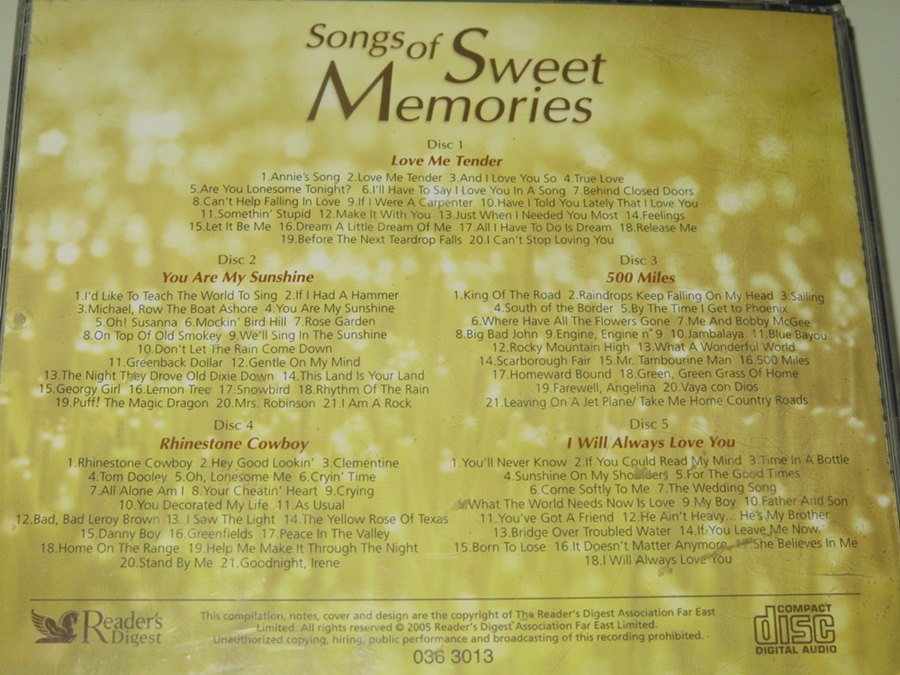 Songs of Sweet
Memories
Disc 1
Love Me Tender
1.Annie's Song 2.Love Me Tender 3.And I Love You So 4.True Love
5.Are You Lonesome Tonight? 6.I'll Have To Say I Love You In A Song 7.Behind Closed Doors
8.Can't Help Falling In Love 9.If I Were A Carpenter 10.Have I Told You Lately That I Love You
11.Somethin' Stupid 12.Make It With You 13.Just When I Needed You Most 14.Feelings
15.Let It Be Me 16.Dream A Little Dream Of Me 17.All I Have To Do Is Dream 18.Release Me
19.Before The Next Teardrop Falls 20.I Can't Stop Loving You
Disc 2
You Are My Sunshine
1.I'd Like To Teach The World To Sing 2.If I Had A Hammer
3.Michael, Row The Boat Ashore 4.You Are My Sunshine
5.Oh! Susanna 6.Mockin' Bird Hill 7.Rose Garden
8.On Top Of Old Smokey 9.We'll Sing In The Sunshine
10.Don't Let The Rain Come Down
11.Greenback Dollar 12.Gentle On My Mind
13.The Night They Drove Old Dixie Down 14.This Land Is Your Land
15.Georgy Girl 16.Lemon Tree 17.Snowbird 18.Rhythm Of The Rain
19.Puff! The Magic Dragon 20.Mrs. Robinson 21.I Am A Rock
Disc 3
500 Miles
1.King Of The Road 2.Raindrops Keep Falling On My Head 3.Sailing
4.South of the Border 5.By The Time I Get to Phoenix
6.Where Have All The Flowers Gone 7.Me And Bobby McGee
8.Big Bad John 9.Engine, Engine n° 9 10.Jambalaya 11.Blue Bayou
12.Rocky Mountain High 13.What A Wonderful World
14.Scarborough Fair 15.Mr. Tambourine Man 16.500 Miles
17.Homeward Bound 18.Green, Green Grass Of Home
19.Farewell, Angelina 20.Vaya con Dios
21.Leaving On A Jet Plane/ Take Me Home Country Roads
Disc 4
Rhinestone Cowboy
1.Rhinestone Cowboy 2.Hey Good Lookin' 3.Clementine
4.Tom Dooley 5.Oh, Lonesome Me 6.Cryin' Time
7.All Alone Am I 8.Your Cheatin' Heart 9.Crying
10.You Decorated My Life 11.As Usual
12.Bad, Bad Leroy Brown 13. I Saw The Light 14.The Yellow Rose Of Texas
15.Danny Boy 16.Greenfields 17.Peace In The Valley
18.Home On The Range 19.Help Me Make It Through The Night
20.Stand By Me 21.Goodnight, Irene
Disc 5
I Will Always Love You
1.You'll Never Know 2.If You Could Read My Mind 3.Time In A Bottle
4.Sunshine On My Shoulders 5.For The Good Times
6.Come Softly To Me 7.The Wedding Song
What The World Needs Now Is Love 9.My Boy 10.Father And Son
11.You've Got A Friend 12.He Ain't Heavy... He's My Brother
13.Bridge Over Troubled Water 14.If You Leave Me Now
15.Born To Lose 16.It Doesn't Matter Anymore 17.She Believes In Me
18.I Will Always Love You
Reader's
Digest
This compilation, notes, cover and design are the copyright of The Reader's Digest Association Far East
Limited. All rights reserved © 2005 Reader's Digest Association Far East Limited.
Unauthorized copying, hiring, public performance and broadcasting of this recording prohibited.
036 3013
COMPACT
disc
DIGITAL AUDIO